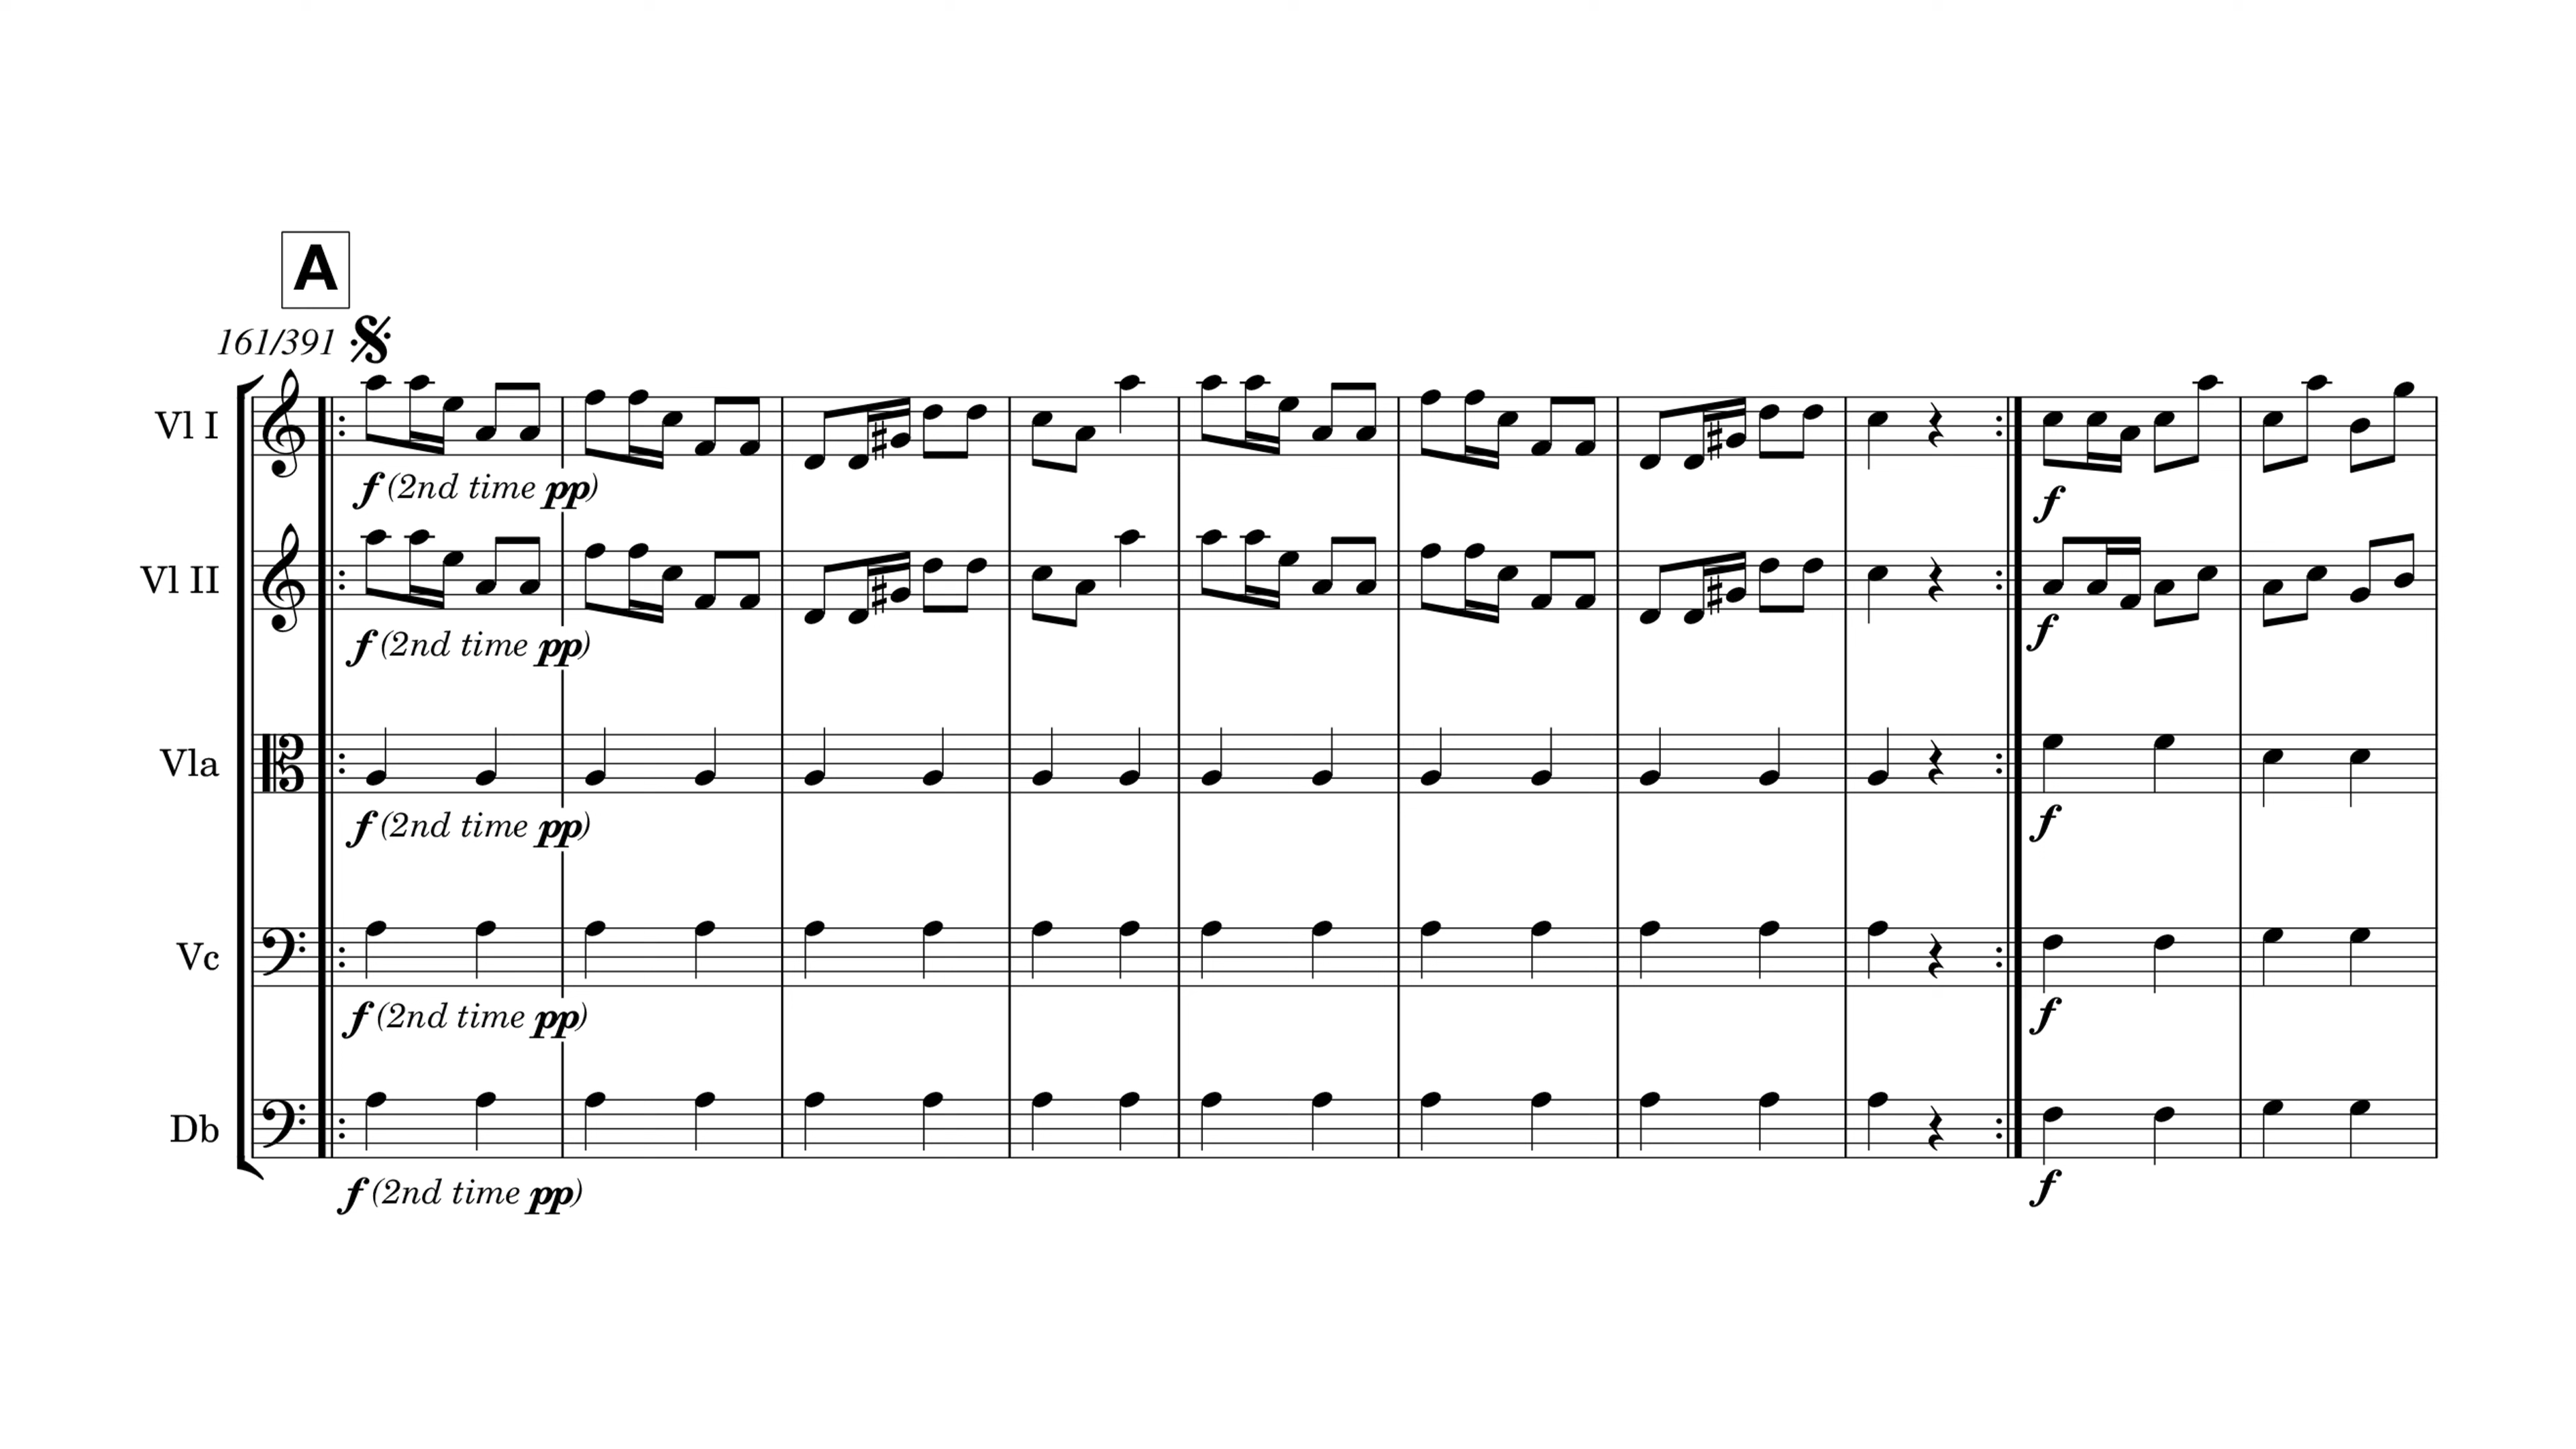 A
161/391
Vl I
f (2nd time pp)
f
Vl II
f (2nd time pp)
f
Vla
f (2nd time pp)
f
Vc
f (2nd time pp)
f
Db
f (2nd time pp)
f